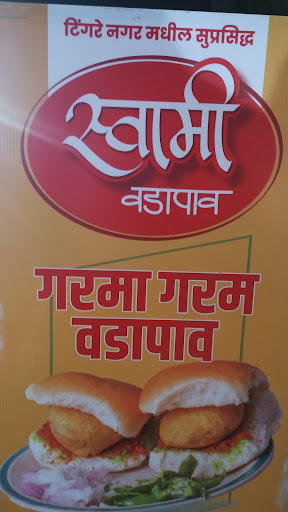 टिंगरे नगर मधील सुप्रसिद्ध
स्वामी
वडापाव
गरमा गरम
वडापाव